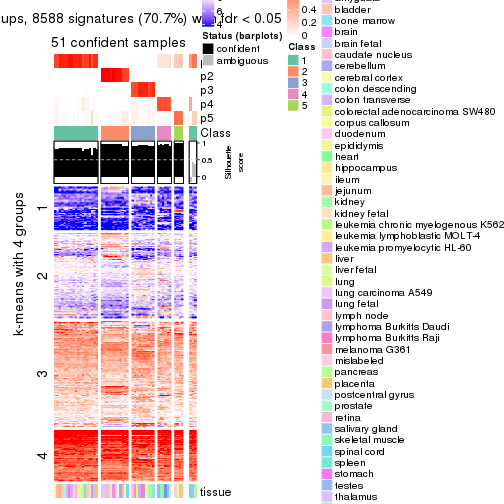 ups, 8588 signatures (70.7%) with fdr < 0.05
51 confident samples
p2
p3
p4
p5
Class
1
0.5
0
Silhouette
score
k-means with 4 groups
1
2
3
4
tissue
4
Status (barplots)
confident
ambiguous
0.4
0.2
0
Class
1
2
3
4
5
amygdala
bladder
bone marrow
brain
brain fetal
caudate nucleus
cerebellum
cerebral cortex
colon descending
colon transverse
colorectal adenocarcinoma SW480
corpus callosum
duodenum
epididymis
heart
hippocampus
ileum
jejunum
kidney
kidney fetal
leukemia chronic myelogenous K562
leukemia lymphoblastic MOLT-4
leukemia promyelocytic HL-60
liver
liver fetal
lung
lung carcinoma A549
lung fetal
lymph node
lymphoma Burkitts Daudi
lymphoma Burkitts Raji
melanoma G361
mislabeled
pancreas
placenta
postcentral gyrus
prostate
retina
salivary gland
skeletal muscle
spinal cord
spleen
stomach
testes
thalamus